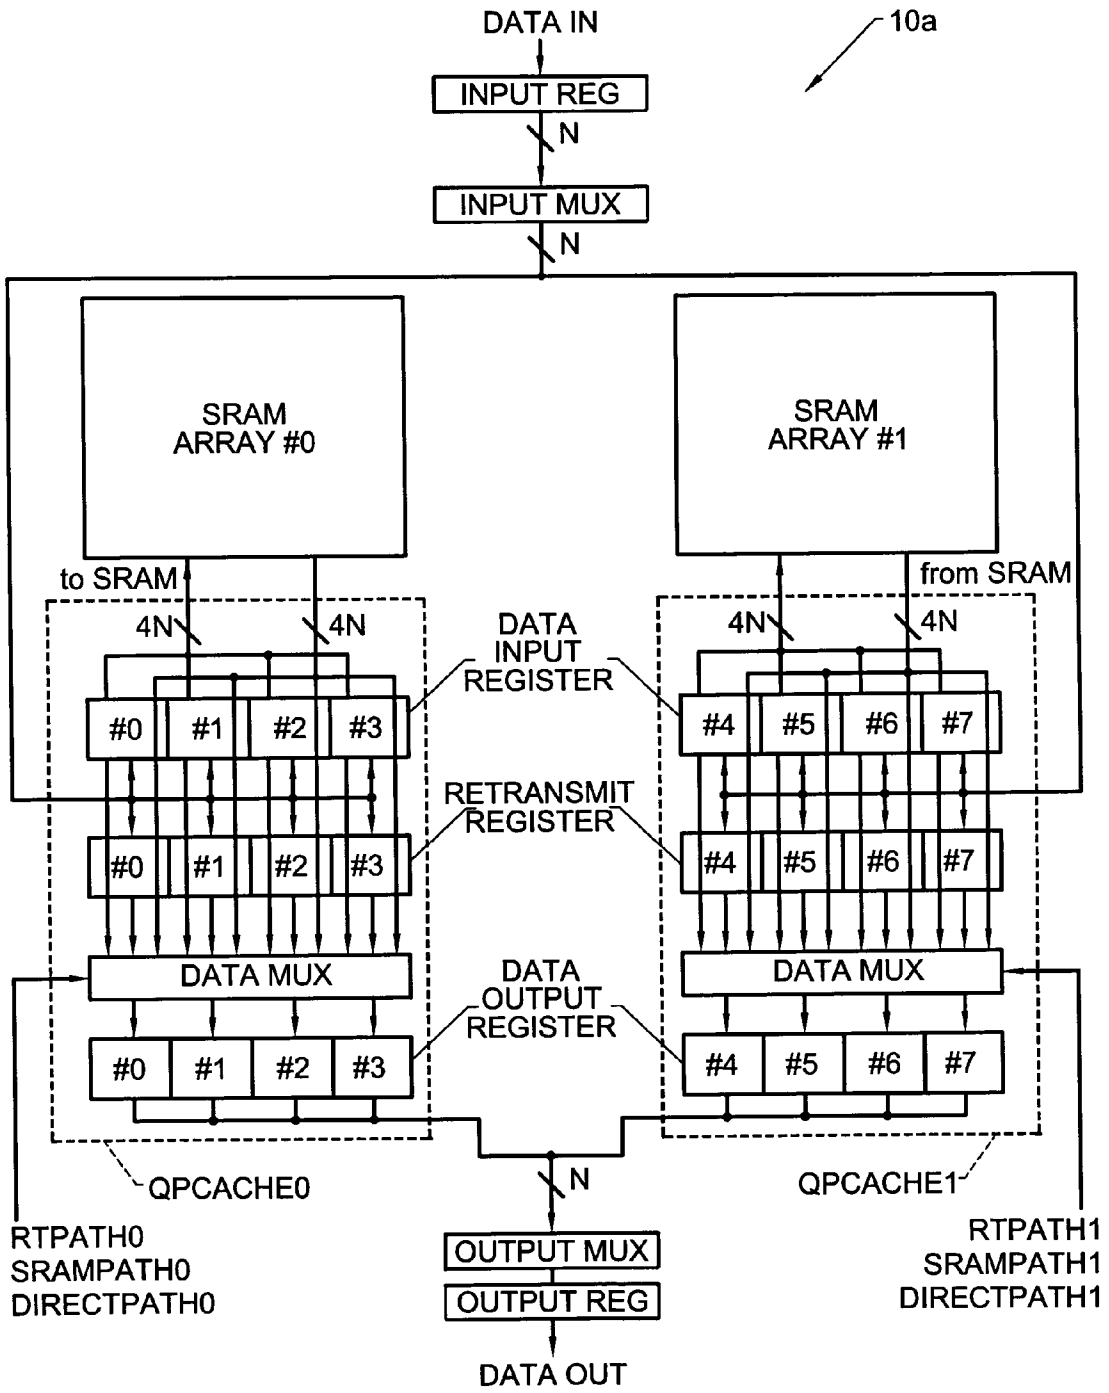 DATA IN
10a
INPUT REG
N
INPUT MUX
N
SRAM
ARRAY #0
SRAM
ARRAY #1
to SRAM
from SRAM
4N
4N
DATA
INPUT
REGISTER
4N
4N
#0 #1 #2 #3
#4 #5 #6 #7
RETRANSMIT
REGISTER
#0 #1 #2 #3
#4 #5 #6 #7
DATA MUX
DATA
OUTPUT
REGISTER
DATA MUX
#0 #1 #2 #3
#4 #5 #6 #7
QPCACHE0
N
QPCACHE1
RTPATH0
SRAMPATH0
DIRECTPATH0
RTPATH1
SRAMPATH1
DIRECTPATH1
OUTPUT MUX
OUTPUT REG
DATA OUT